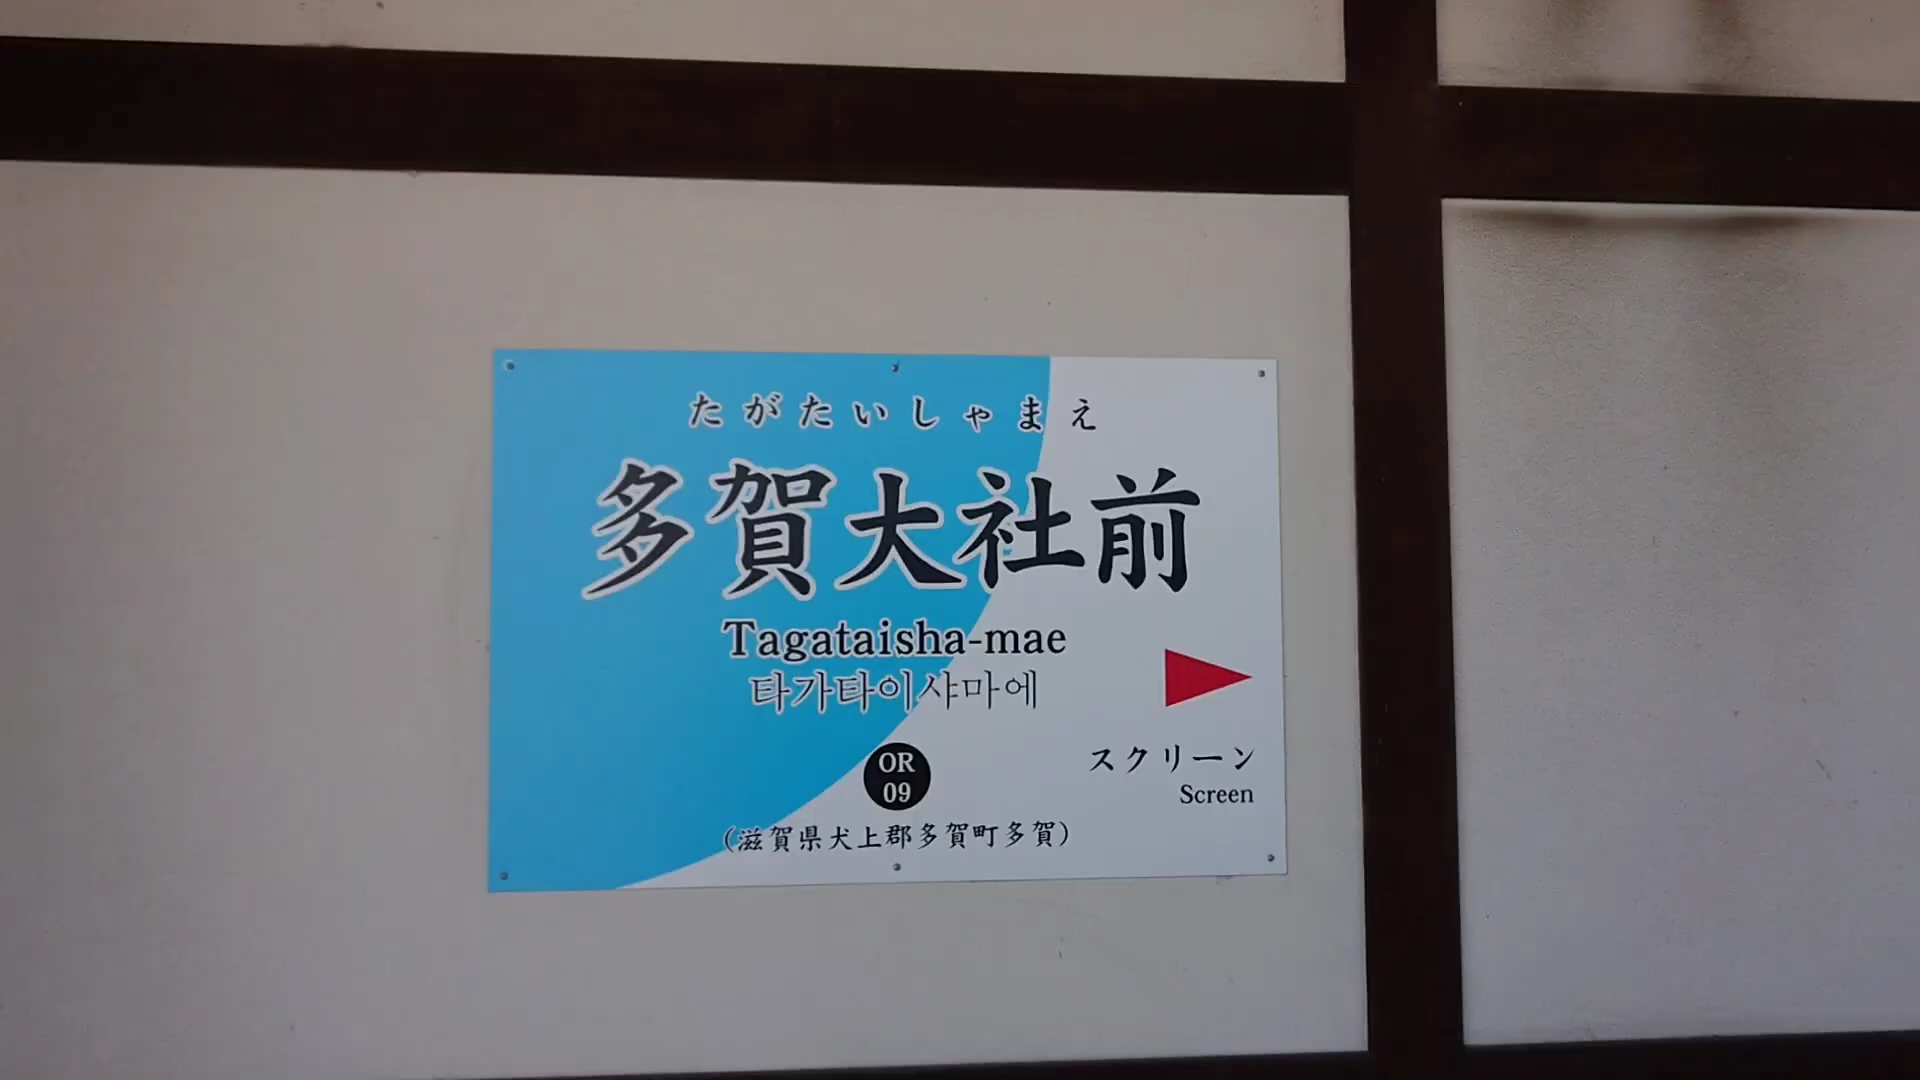 たがたいしゃまえ
多賀大社前
Tagataisha-mae
타가타이샤마에
OR
09
スクリーン
Screen
(滋賀県犬上郡多賀町多賀)